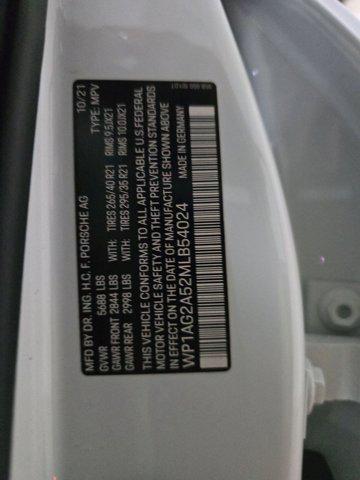 MFD BY DR. ING. H.C. F. PORSCHE AG 10/21
GVWR 5688 LBS TYPE: MPV
GAWR FRONT 2844 LBS WITH: TIRES 265/40 R21 RIMS 9.5JX21
GAWR REAR 2998 LBS WITH: TIRES 295/35 R21 RIMS 10.0JX21
THIS VEHICLE CONFORMS TO ALL APPLICABLE U.S. FEDERAL
MOTOR VEHICLE SAFETY AND THEFT PREVENTION STANDARDS
IN EFFECT ON THE DATE OF MANUFACTURE SHOWN ABOVE
WP1AG2A52MLB54024 MADE IN GERMANY